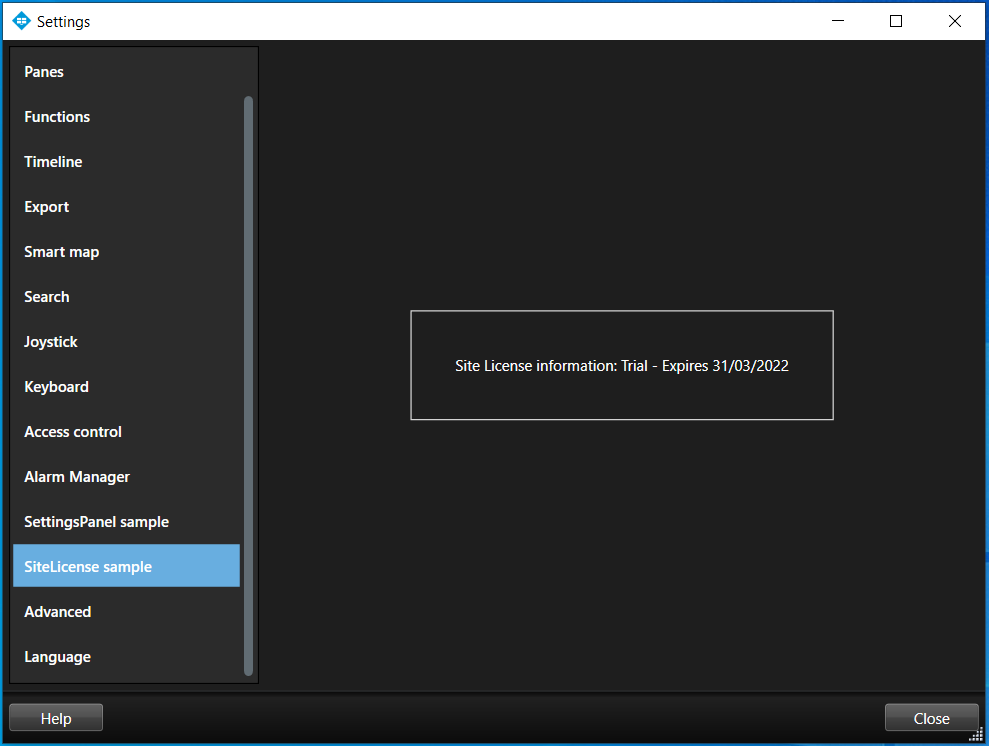 Settings
Panes
Functions
Timeline
Export
Smart map
Search
Joystick
Keyboard
Access control
Alarm Manager
SettingsPanel sample
SiteLicense sample
Advanced
Language
Site License information: Trial - Expires 31/03/2022
Help
Close